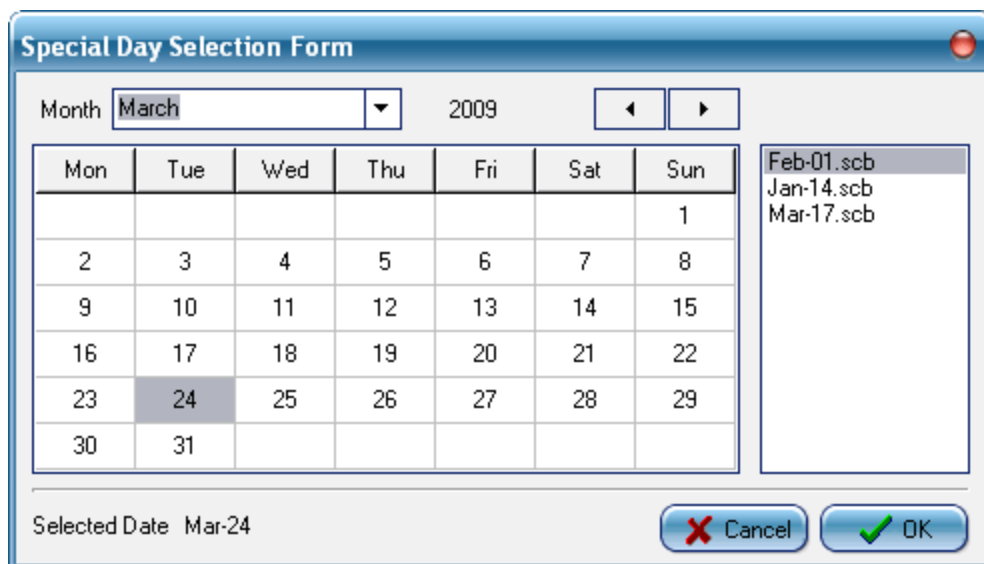 Special Day Selection Form
Month March 2009
Mon Tue Wed Thu Fri Sat Sun
1
2 3 4 5 6 7 8
9 10 11 12 13 14 15
16 17 18 19 20 21 22
23 24 25 26 27 28 29
30 31
Feb-01.scb
Jan-14.scb
Mar-17.scb
Selected Date Mar-24
Cancel OK